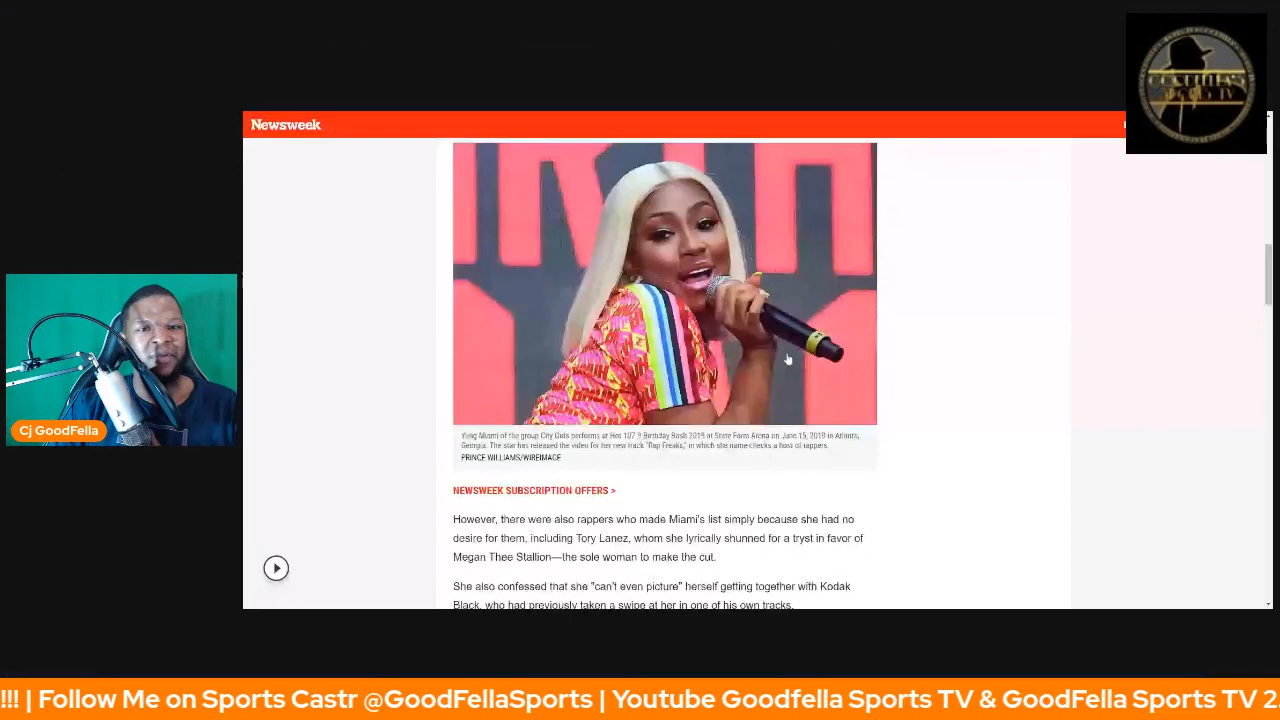 GOODFELLA'S
SPORTS TV
Newsweek
Yung Miami of the group City Girls performs at Hot 107.9 Birthday Bash 2019 at State Farm Arena on June 15, 2019 in Atlanta,
Georgia. The star has released the video for her new track "Rap Freaks," in which she name-checks a host of rappers.
PRINCE WILLIAMS/WIREIMAGE
NEWSWEEK SUBSCRIPTION OFFERS >
However, there were also rappers who made Miami's list simply because she had no
desire for them, including Tory Lanez, whom she lyrically shunned for a tryst in favor of
Megan Thee Stallion—the sole woman to make the cut.
She also confessed that she "can't even picture" herself getting together with Kodak
Black, who had previously taken a swipe at her in one of his own tracks.
Cj GoodFella
!!! | Follow Me on Sports Castr @GoodFellaSports | Youtube Goodfella Sports TV & GoodFella Sports TV 2.